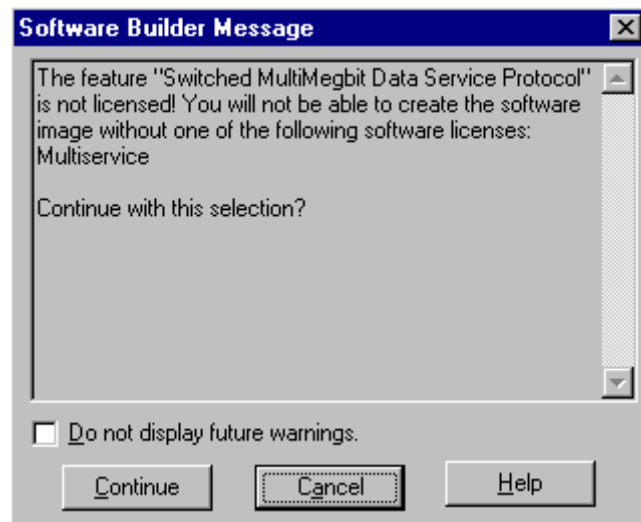 Software Builder Message
The feature "Switched MultiMegbit Data Service Protocol"
is not licensed! You will not be able to create the software
image without one of the following software licenses:
Multiservice
Continue with this selection?
Do not display future warnings.
Continue
Cancel
Help